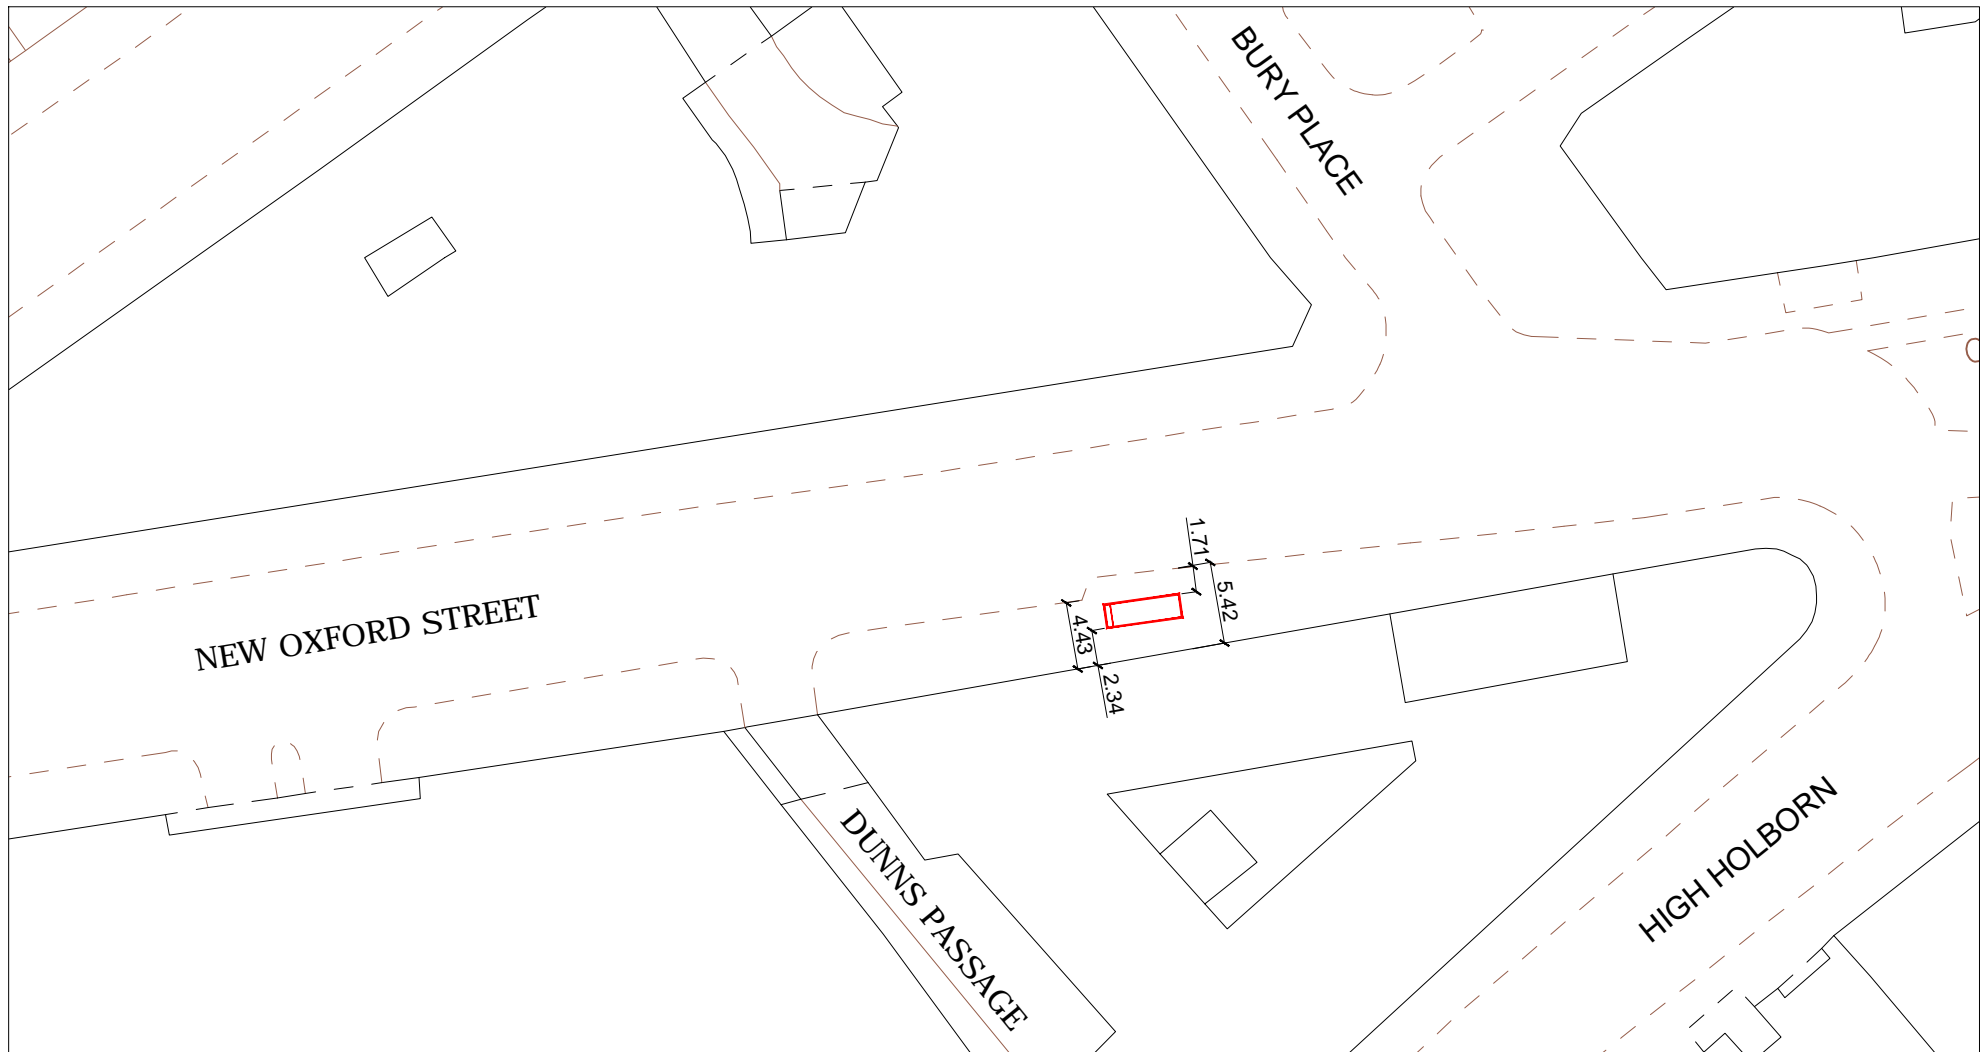 BURY PLACE
1.71
5.42
NEW OXFORD STREET
4.43
2.34
DUNNS PASSAGE
HIGH HOLBORN